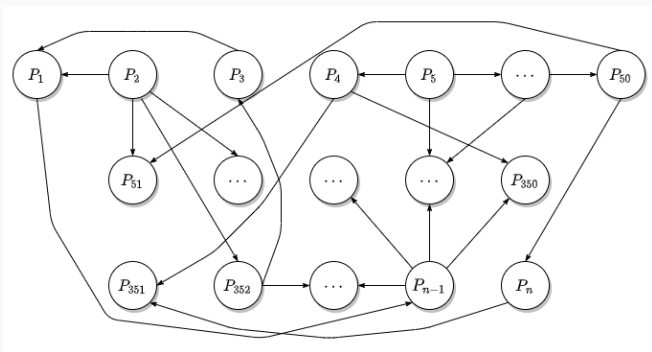 P₁ P₂ P₃ P₄ P₅ ⋯ P₅₀
P₅₁ ⋯ ⋯ ⋯ P₃₅₀
P₃₅₁ P₃₅₂ ⋯ Pₙ₋₁ Pₙ